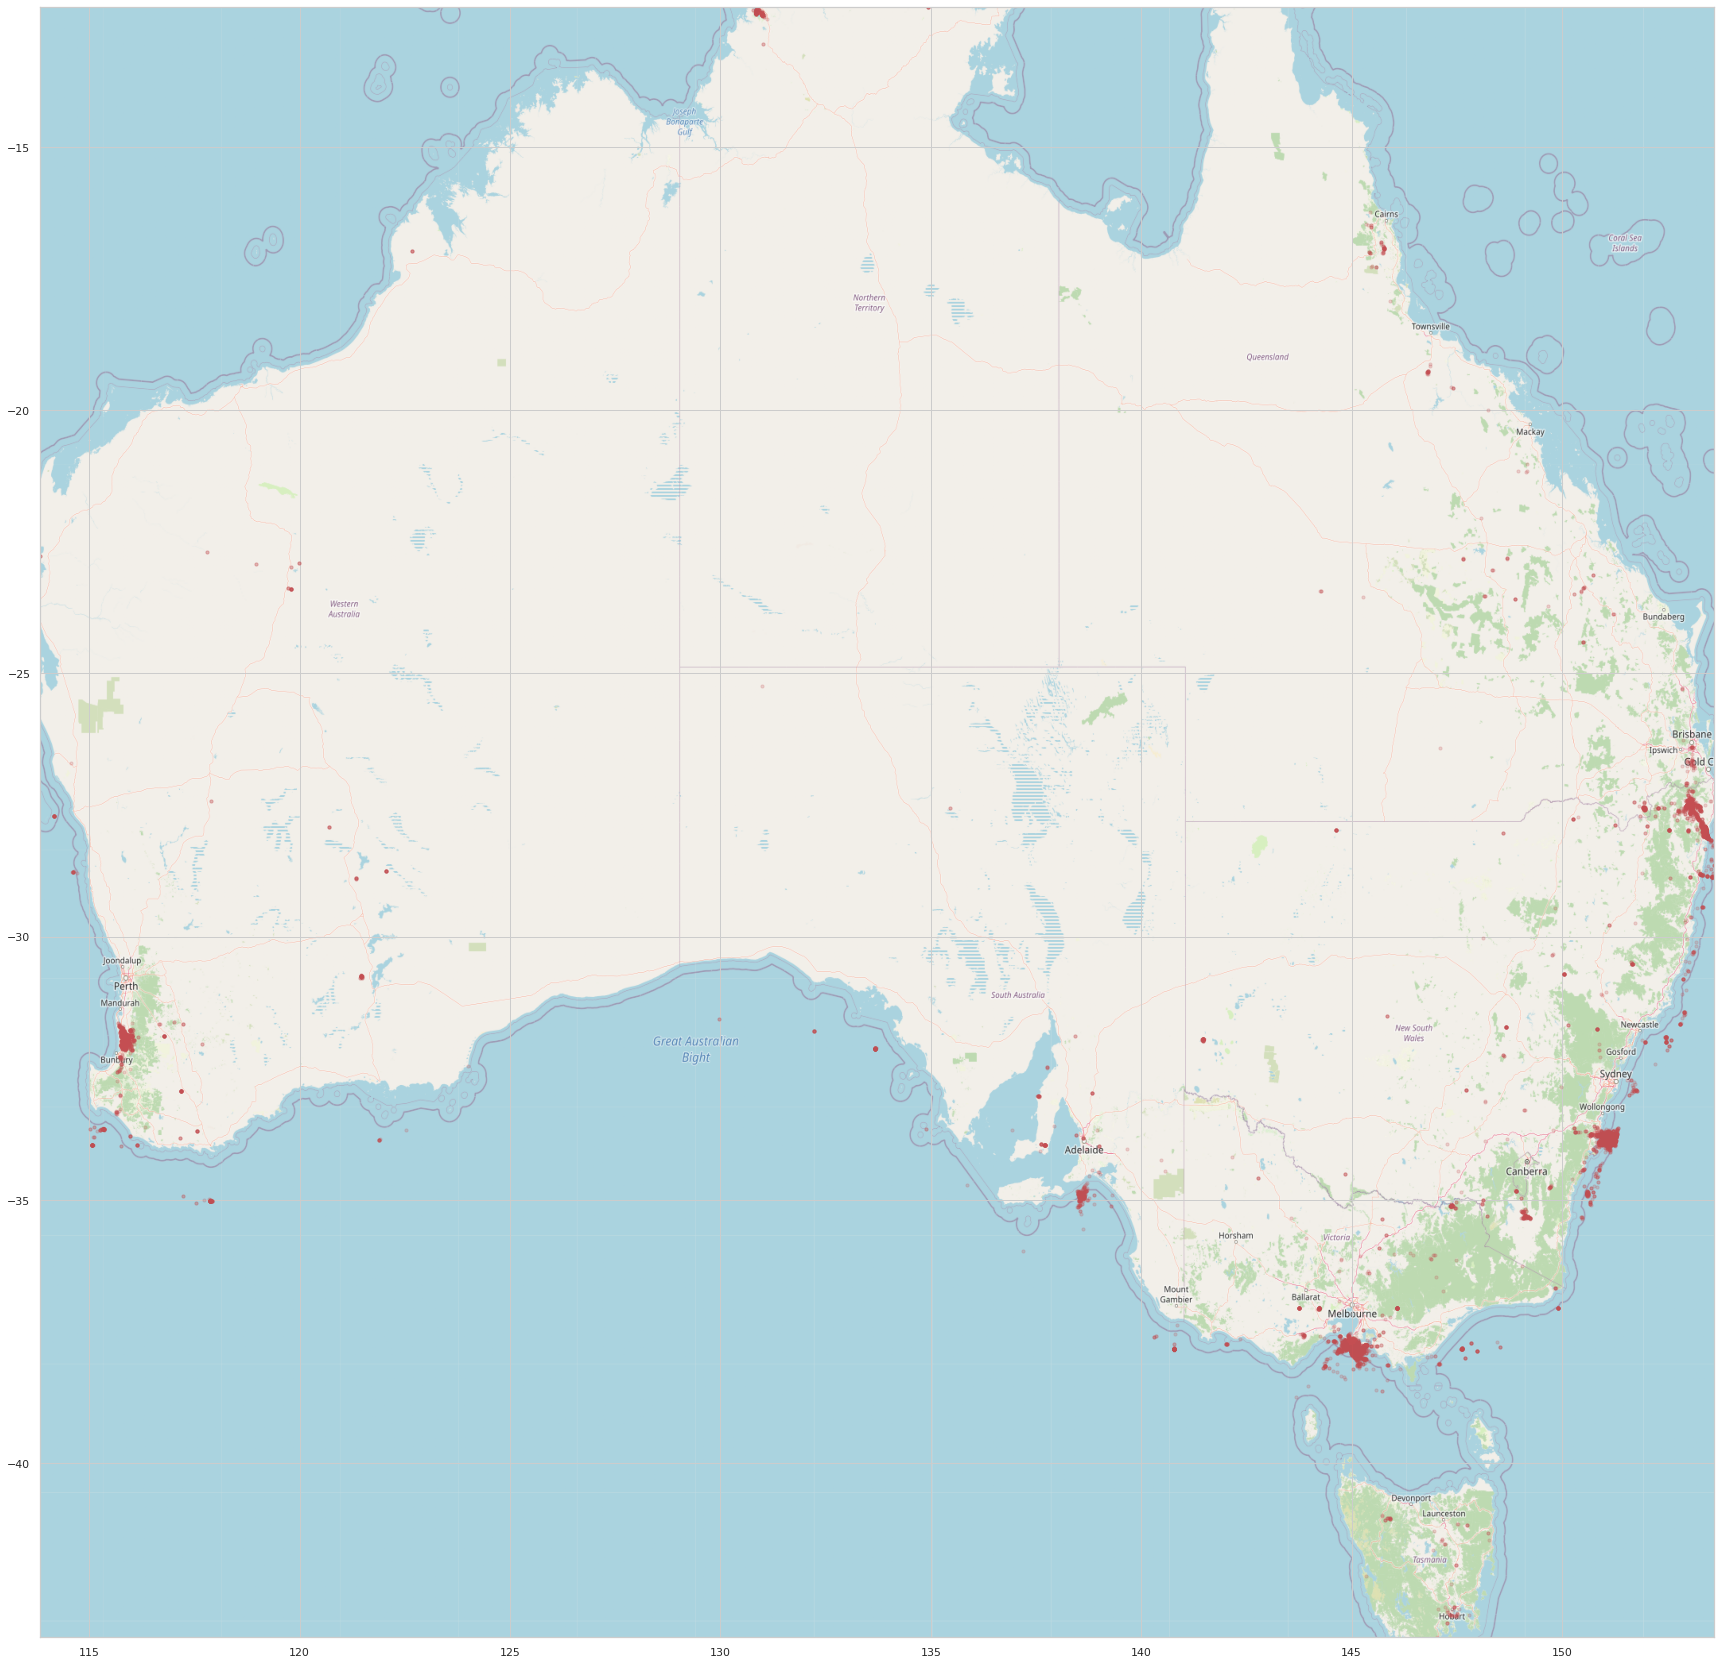 Joseph
Bonaparte
Gulf
−15
Cairns
Coral Sea
Islands
Northern
Territory
Townsville
Queensland
−20
Mackay
Western
Australia
Bundaberg
−25
Brisbane
Ipswich
Gold C
−30
Joondalup
Perth
Mandurah
South Australia
New South
Wales
Newcastle
Great Australian
Bight
Gosford
Bunbury
Sydney
Wollongong
Adelaide
Canberra
−35
Horsham
Victoria
Mount
Gambier
Ballarat
Melbourne
−40
Devonport
Launceston
Tasmania
Hobart
115
120
125
130
135
140
145
150